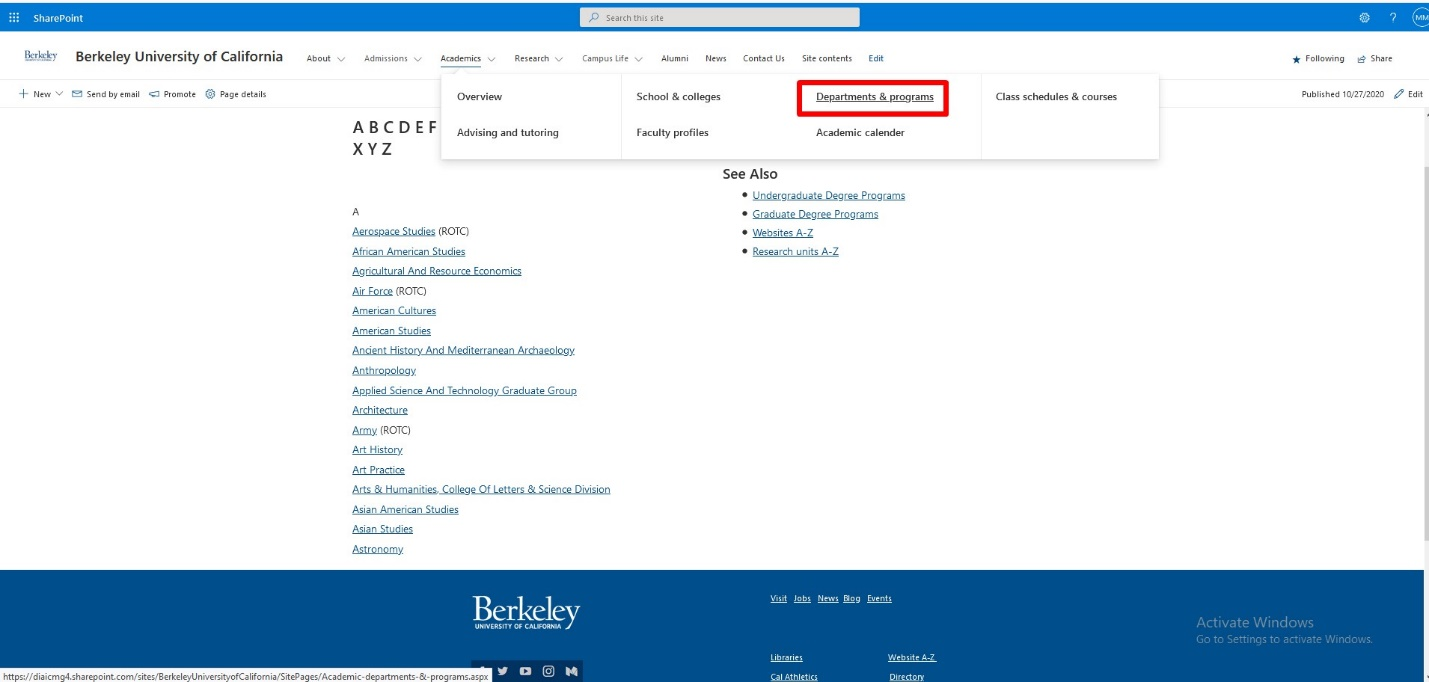 SharePoint
Search this site
?
MM
Berkeley
Berkeley University of California
About
Admissions
Academics
Research
Campus Life
Alumni
News
Contact Us
Site contents
Edit
Following
Share
New
Send by email
Promote
Page details
Published 10/27/2020
Edit
Overview
School & colleges
Departments & programs
Class schedules & courses
Advising and tutoring
Faculty profiles
Academic calender
A B C D E F
X Y Z
See Also
Undergraduate Degree Programs
Graduate Degree Programs
Websites A-Z
Research units A-Z
A
Aerospace Studies (ROTC)
African American Studies
Agricultural And Resource Economics
Air Force (ROTC)
American Cultures
American Studies
Ancient History And Mediterranean Archaeology
Anthropology
Applied Science And Technology Graduate Group
Architecture
Army (ROTC)
Art History
Art Practice
Arts & Humanities, College Of Letters & Science Division
Asian American Studies
Asian Studies
Astronomy
Berkeley
UNIVERSITY OF CALIFORNIA
Visit Jobs News Blog Events
Libraries
Website A-Z
Cal Athletics
Directory
Activate Windows
Go to Settings to activate Windows.
https://diaicmg4.sharepoint.com/sites/BerkeleyUniversityofCalifornia/SitePages/Academic-departments-&-programs.aspx